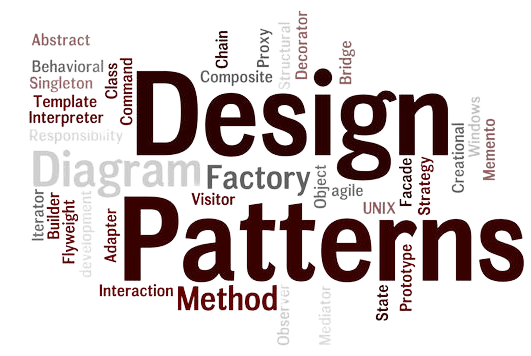 Abstract
Behavioral
Singleton
Template
Interpreter
Responsibility
Class
Command
Chain
Composite
Proxy
Structural
Decorator
Bridge
Design
Diagram
Factory
Object
agile
Facade
Strategy
Creational
Windows
Memento
Iterator
Builder
Flyweight
development
Adapter
Visitor
UNIX
Patterns
Interaction
Method
Observer
Mediator
State
Prototype